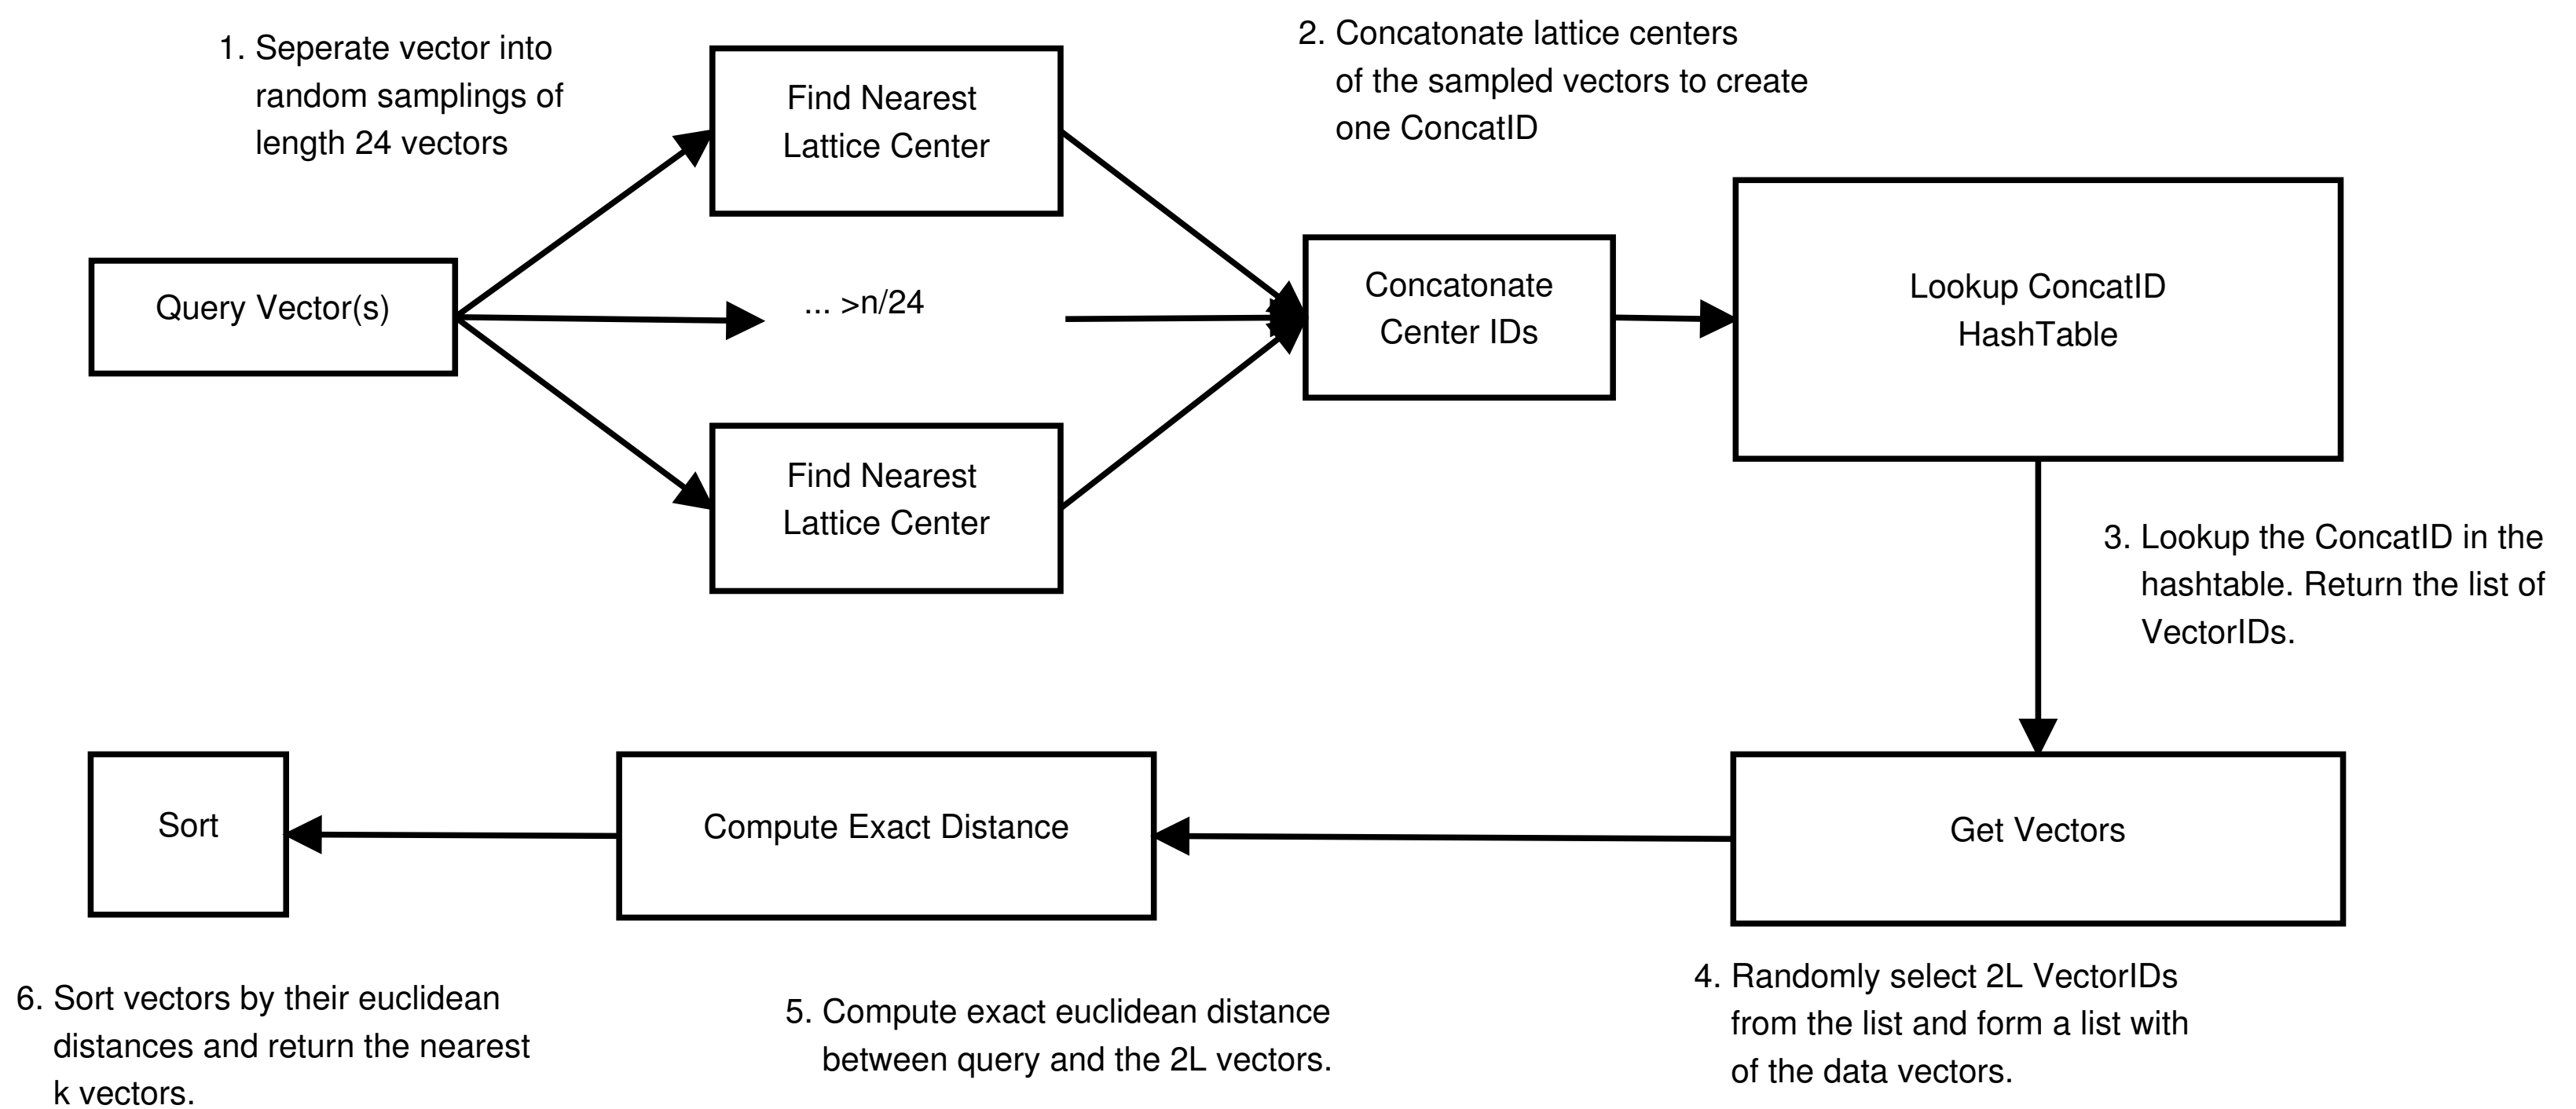 1. Seperate vector into
random samplings of
length 24 vectors
Find Nearest
Lattice Center
2. Concatonate lattice centers
of the sampled vectors to create
one ConcatID
Query Vector(s)
... >n/24
Concatonate
Center IDs
Lookup ConcatID
HashTable
Find Nearest
Lattice Center
3. Lookup the ConcatID in the
hashtable. Return the list of
VectorIDs.
Sort
Compute Exact Distance
Get Vectors
6. Sort vectors by their euclidean
distances and return the nearest
k vectors.
5. Compute exact euclidean distance
between query and the 2L vectors.
4. Randomly select 2L VectorIDs
from the list and form a list with
of the data vectors.